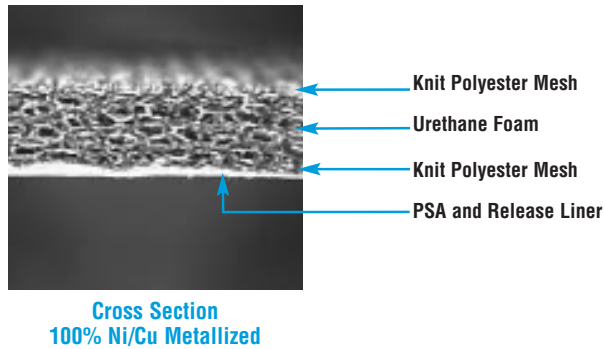 Knit Polyester Mesh
Urethane Foam
Knit Polyester Mesh
PSA and Release Liner
Cross Section
100% Ni/Cu Metallized